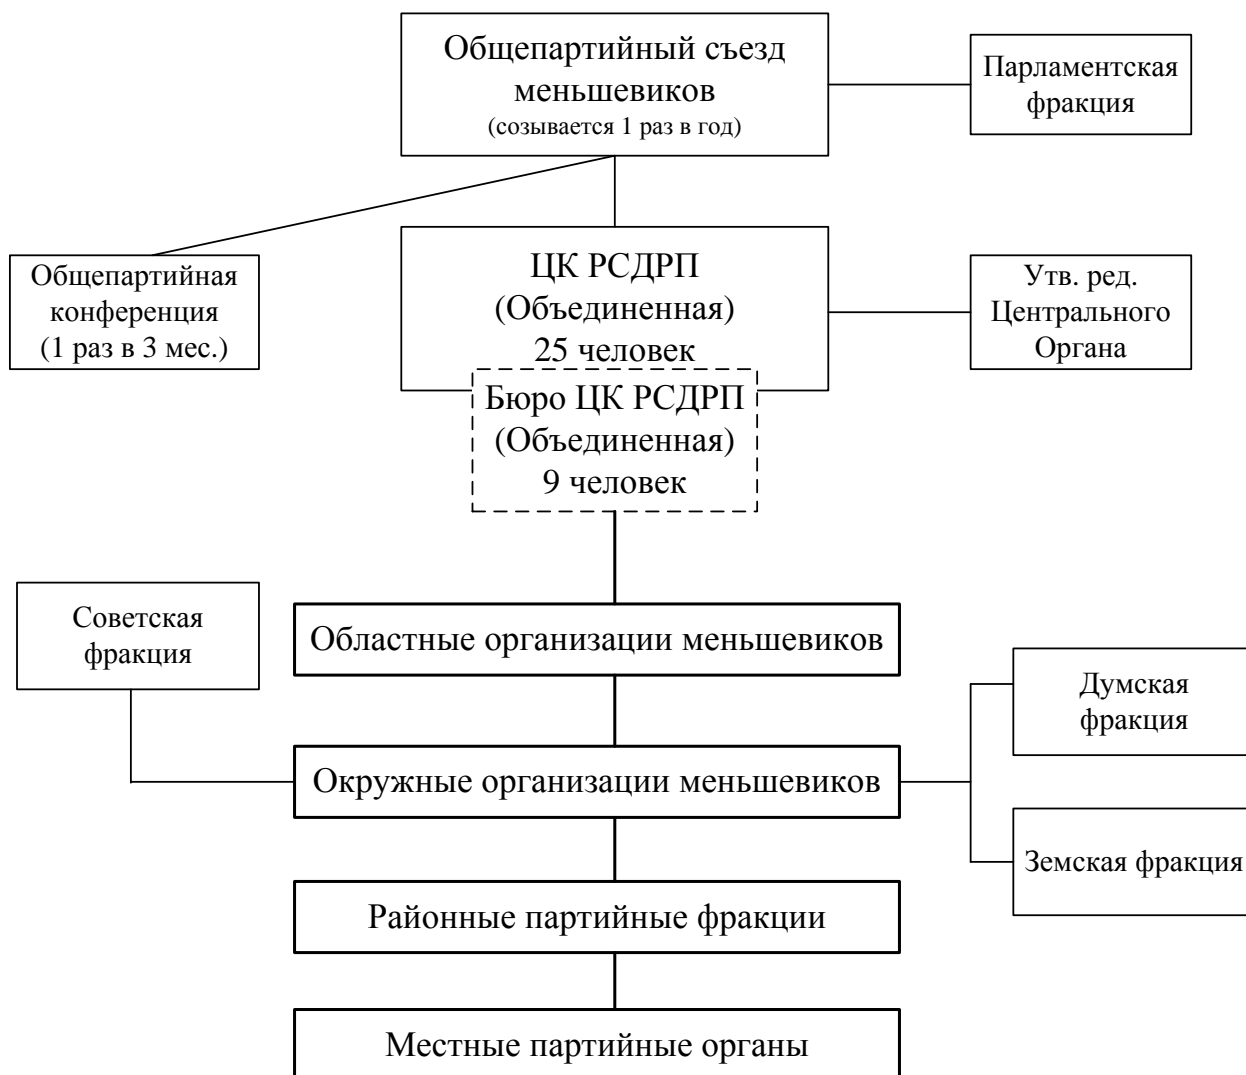 Общепартийный съезд
меньшевиков
(созывается 1 раз в год)
Парламентская
фракция
Общепартийная
конференция
(1 раз в 3 мес.)
ЦК РСДРП
(Объединенная)
25 человек
Утв. ред.
Центрального
Органа
Бюро ЦК РСДРП
(Объединенная)
9 человек
Советская
фракция
Областные организации меньшевиков
Думская
фракция
Окружные организации меньшевиков
Земская фракция
Районные партийные фракции
Местные партийные органы